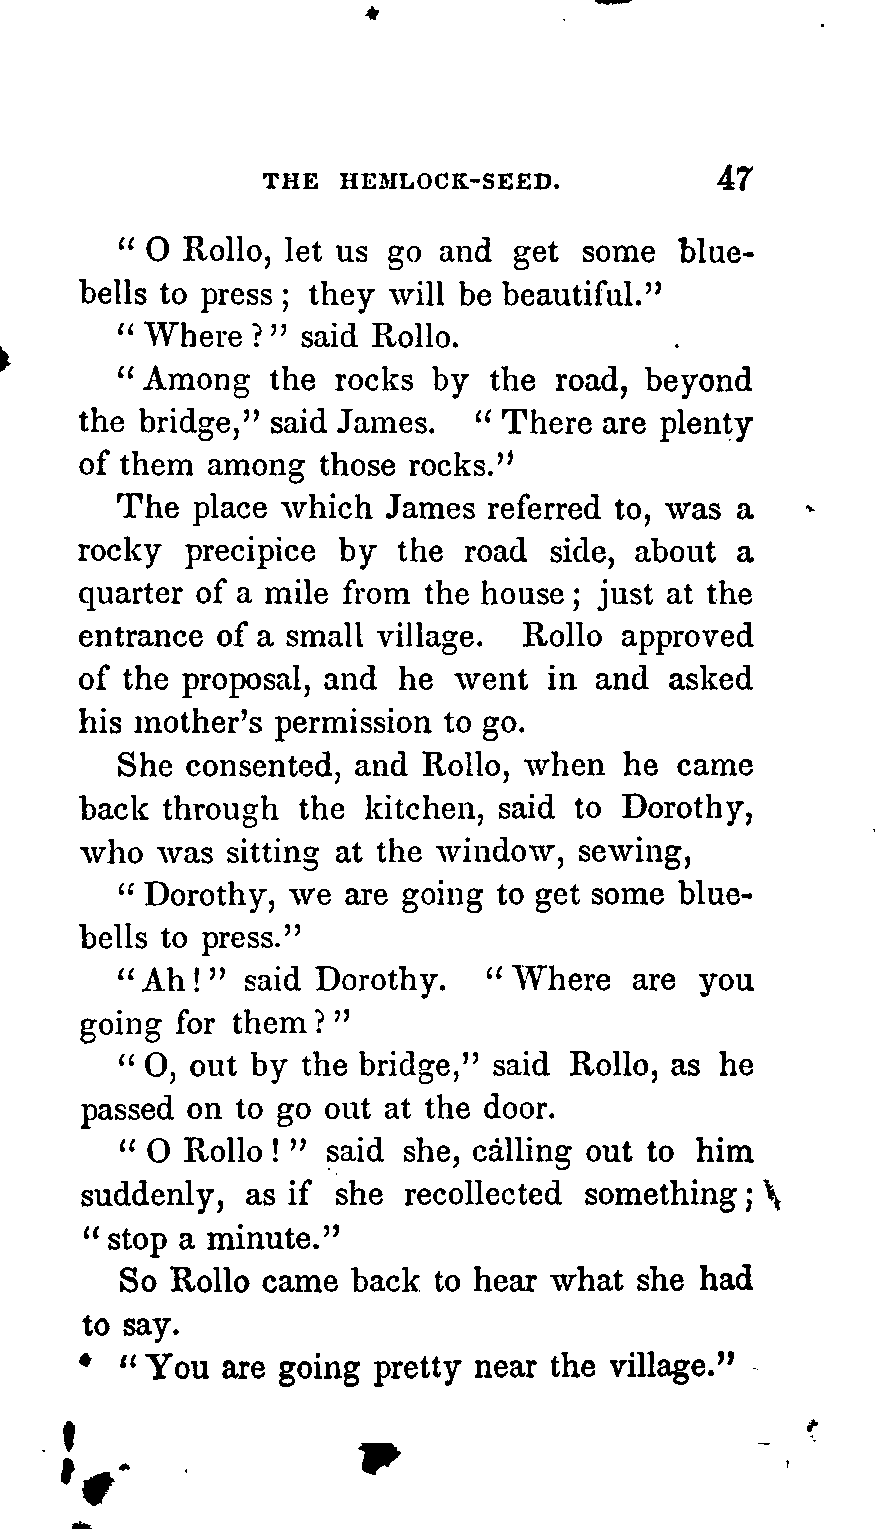 THE HEMLOCK-SEED. 47
“ O Rollo, let us go and get some blue-
bells to press ; they will be beautiful.”
“ Where ? ” said Rollo.
“ Among the rocks by the road, beyond
the bridge,” said James. “ There are plenty
of them among those rocks.”
The place which James referred to, was a
rocky precipice by the road side, about a
quarter of a mile from the house ; just at the
entrance of a small village. Rollo approved
of the proposal, and he went in and asked
his mother’s permission to go.
She consented, and Rollo, when he came
back through the kitchen, said to Dorothy,
who was sitting at the window, sewing,
“ Dorothy, we are going to get some blue-
bells to press.”
“ Ah ! ” said Dorothy. “ Where are you
going for them ? ”
“ O, out by the bridge,” said Rollo, as he
passed on to go out at the door.
“ O Rollo ! ” said she, calling out to him
suddenly, as if she recollected something ;
“ stop a minute.”
So Rollo came back to hear what she had
to say.
“ You are going pretty near the village.”